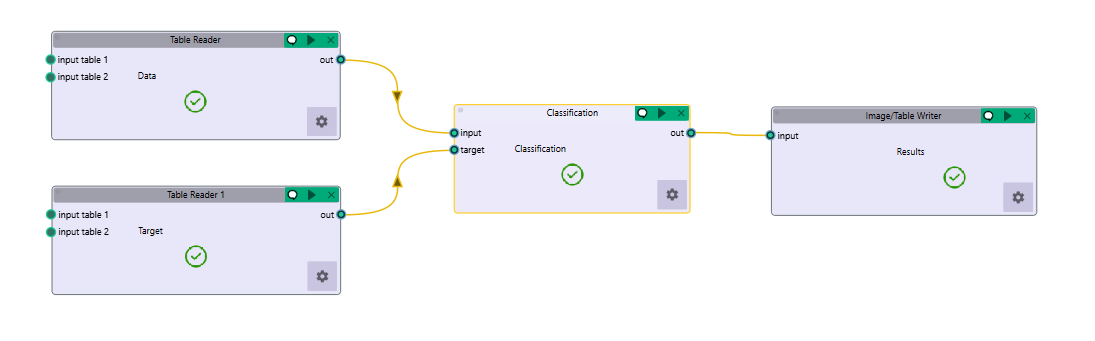 Table Reader
input table 1
out
input table 2
Data
Classification
input
out
target
Classification
Image/Table Writer
input
Results
Table Reader 1
input table 1
out
input table 2
Target